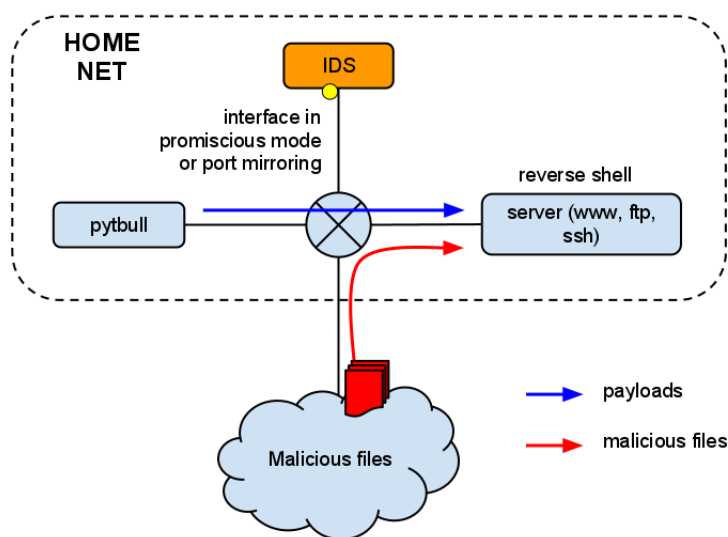 HOME
NET
IDS
interface in
promiscious mode
or port mirroring
reverse shell
pytbull
server (www, ftp,
ssh)
payloads
malicious files
Malicious files